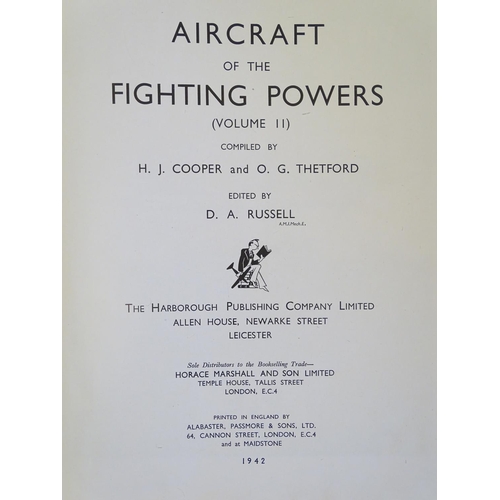 AIRCRAFT
OF THE
FIGHTING POWERS
(VOLUME II)
COMPILED BY
H. J. COOPER and O. G. THETFORD
EDITED BY
D. A. RUSSELL
A.M.I.Mech.E.
THE HARBOROUGH PUBLISHING COMPANY LIMITED
ALLEN HOUSE, NEWARKE STREET
LEICESTER
Sole Distributors to the Bookselling Trade—
HORACE MARSHALL AND SON LIMITED
TEMPLE HOUSE, TALLIS STREET
LONDON, E.C.4
PRINTED IN ENGLAND BY
ALABASTER, PASSMORE & SONS, LTD.
64, CANNON STREET, LONDON, E.C.4
and at MAIDSTONE
1942